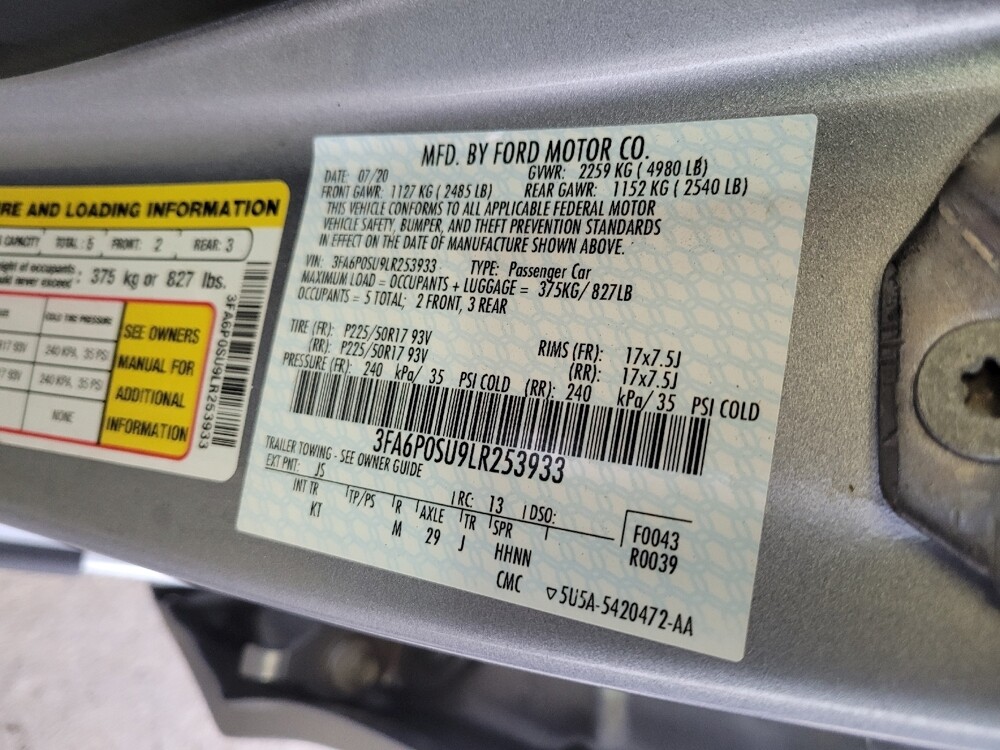 MFD. BY FORD MOTOR CO.
DATE: 07/20 GVWR: 2259 KG ( 4980 LB)
FRONT GAWR: 1127 KG ( 2485 LB) REAR GAWR: 1152 KG ( 2540 LB)
THIS VEHICLE CONFORMS TO ALL APPLICABLE FEDERAL MOTOR
VEHICLE SAFETY, BUMPER, AND THEFT PREVENTION STANDARDS
IN EFFECT ON THE DATE OF MANUFACTURE SHOWN ABOVE.
VIN: 3FA6P0SU9LR253933 TYPE: Passenger Car
MAXIMUM LOAD = OCCUPANTS + LUGGAGE = 375KG/ 827LB
OCCUPANTS = 5 TOTAL; 2 FRONT, 3 REAR
TIRE (FR): P225/50R17 93V RIMS (FR): 17x7.5J
(RR): P225/50R17 93V (RR): 17x7.5J
PRESSURE (FR): 240 kPa/ 35 PSI COLD (RR): 240 kPa/ 35 PSI COLD
3FA6P0SU9LR253933
TRAILER TOWING - SEE OWNER GUIDE
EXT PNT: JS RC: 13 DSO:
INT TR TP/PS R AXLE TR SPR F0043
KT M 29 J HHNN R0039
CMC ▽5U5A-5420472-AA
RE AND LOADING INFORMATION
CAPACITY TOTAL: 5 FRONT: 2 REAR: 3
of occupants
never exceed: 375 kg or 827 lbs.
COLD TIRE PRESSURE
240 KPA, 35 PSI
240 KPA, 35 PSI
NONE
SEE OWNERS
MANUAL FOR
ADDITIONAL
INFORMATION
3FA6P0SU9LR253933